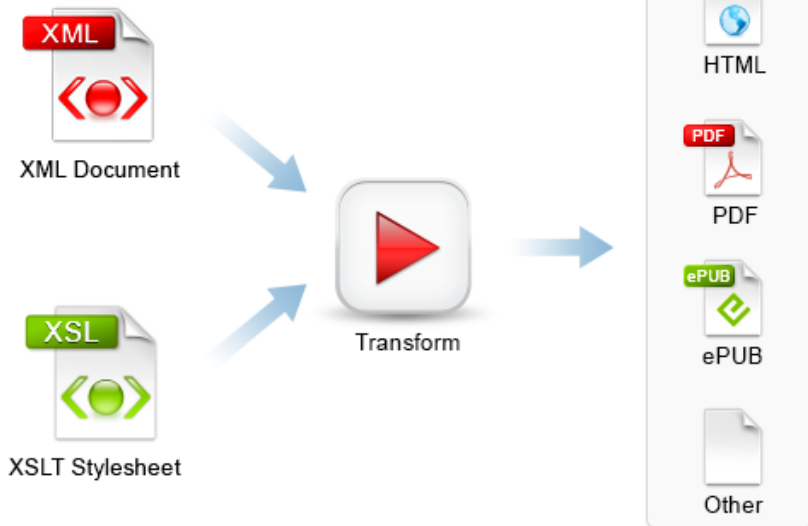 XML
XML Document
XSL
XSLT Stylesheet
Transform
HTML
PDF
PDF
ePUB
ePUB
Other